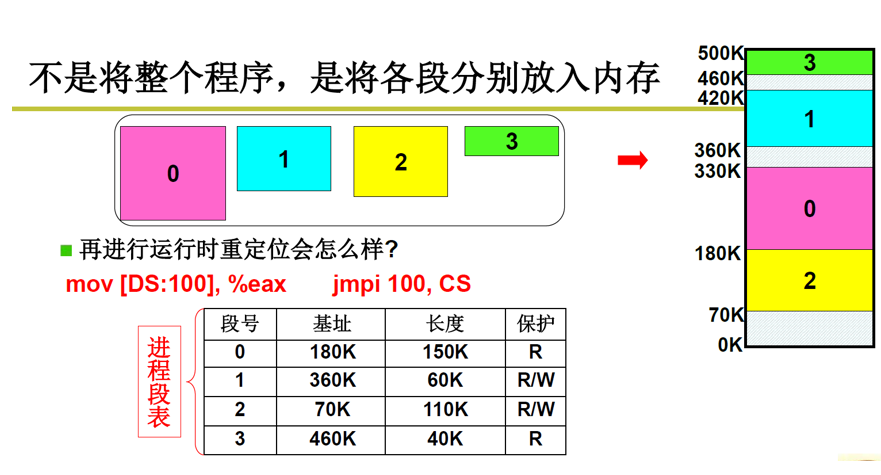 不是将整个程序，是将各段分别放入内存
0
1
2
3
再进行运行时重定位会怎么样?
mov [DS:100], %eax jmpi 100, CS
进程段表
段号 基址 长度 保护
0 180K 150K R
1 360K 60K R/W
2 70K 110K R/W
3 460K 40K R
500K
3
460K
420K
1
360K
330K
0
180K
2
70K
0K